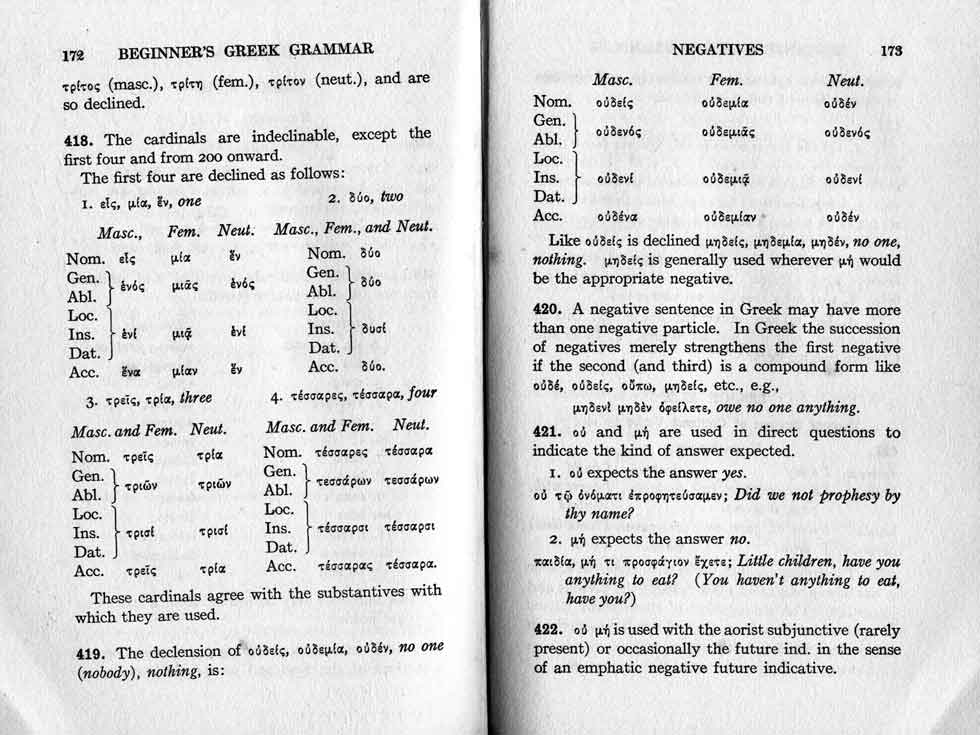 172 BEGINNER'S GREEK GRAMMAR
τρίτος (masc.), τρίτη (fem.), τρίτον (neut.), and are
so declined.
418. The cardinals are indeclinable, except the
first four and from 200 onward.
The first four are declined as follows:
1. εἷς, μία, ἕν, one 2. δύο, two
Masc., Fem. Neut. Masc., Fem., and Neut.
Nom. εἷς μία ἕν Nom. δύο
Gen. Gen.
ἑνός μιᾶς ἑνός δύο
Abl. Abl.
Loc. Loc.
Ins. ἑνί μιᾷ ἑνί Ins. δυσί
Dat. Dat.
Acc. ἕνα μίαν ἕν Acc. δύο.
3. τρεῖς, τρία, three 4. τέσσαρες, τέσσαρα, four
Masc. and Fem. Neut. Masc. and Fem. Neut.
Nom. τρεῖς τρία Nom. τέσσαρες τέσσαρα
Gen. Gen.
τριῶν τριῶν τεσσάρων τεσσάρων
Abl. Abl.
Loc. Loc.
Ins. τρισί τρισί Ins. τέσσαρσι τέσσαρσι
Dat. Dat.
Acc. τρεῖς τρία Acc. τέσσαρας τέσσαρα.
These cardinals agree with the substantives with
which they are used.
419. The declension of οὐδείς, οὐδεμία, οὐδέν, no one
(nobody), nothing, is:
NEGATIVES 173
Masc. Fem. Neut.
Nom. οὐδείς οὐδεμία οὐδέν
Gen.
οὐδενός οὐδεμιᾶς οὐδενός
Abl.
Loc.
Ins. οὐδενί οὐδεμιᾷ οὐδενί
Dat.
Acc. οὐδένα οὐδεμίαν οὐδέν
Like οὐδείς is declined μηδείς, μηδεμία, μηδέν, no one,
nothing. μηδείς is generally used wherever μή would
be the appropriate negative.
420. A negative sentence in Greek may have more
than one negative particle. In Greek the succession
of negatives merely strengthens the first negative
if the second (and third) is a compound form like
οὐδέ, οὐδείς, οὔπω, μηδείς, etc., e.g.,
μηδενὶ μηδὲν ὀφείλετε, owe no one anything.
421. οὐ and μή are used in direct questions to
indicate the kind of answer expected.
1. οὐ expects the answer yes.
οὐ τῷ ὀνόματι ἐπροφητεύσαμεν; Did we not prophesy by
thy name?
2. μή expects the answer no.
παιδία, μή τι προσφάγιον ἔχετε; Little children, have you
anything to eat? (You haven't anything to eat,
have you?)
422. οὐ μή is used with the aorist subjunctive (rarely
present) or occasionally the future ind. in the sense
of an emphatic negative future indicative.